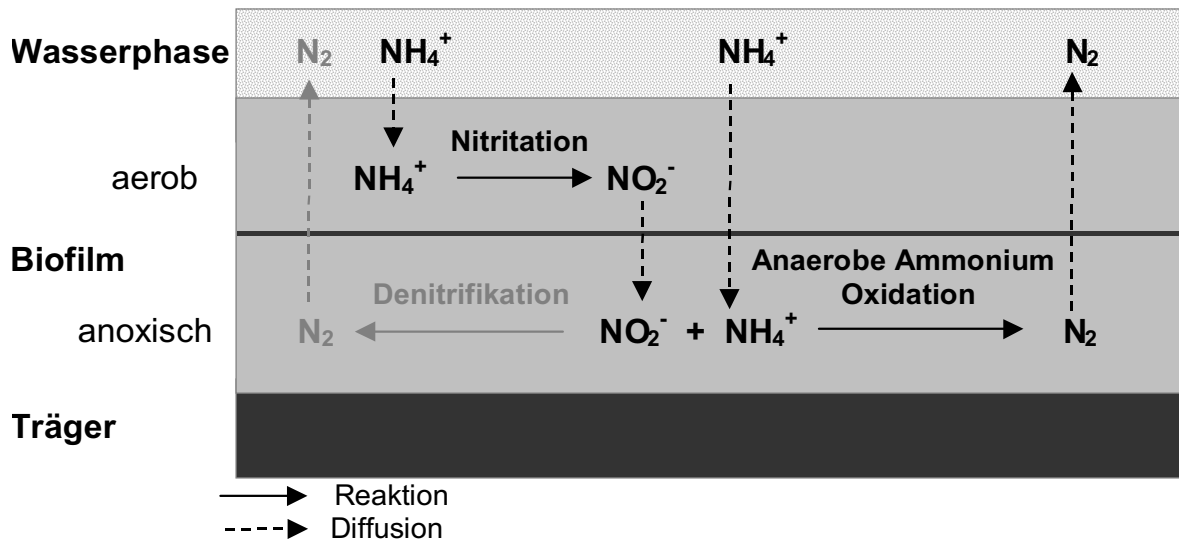 Wasserphase N₂ NH₄⁺ NH₄⁺ N₂
Nitritation
aerob NH₄⁺ NO₂⁻
Biofilm Anaerobe Ammonium
Denitrifikation Oxidation
anoxisch N₂ NO₂⁻ + NH₄⁺ N₂
Träger
Reaktion
Diffusion